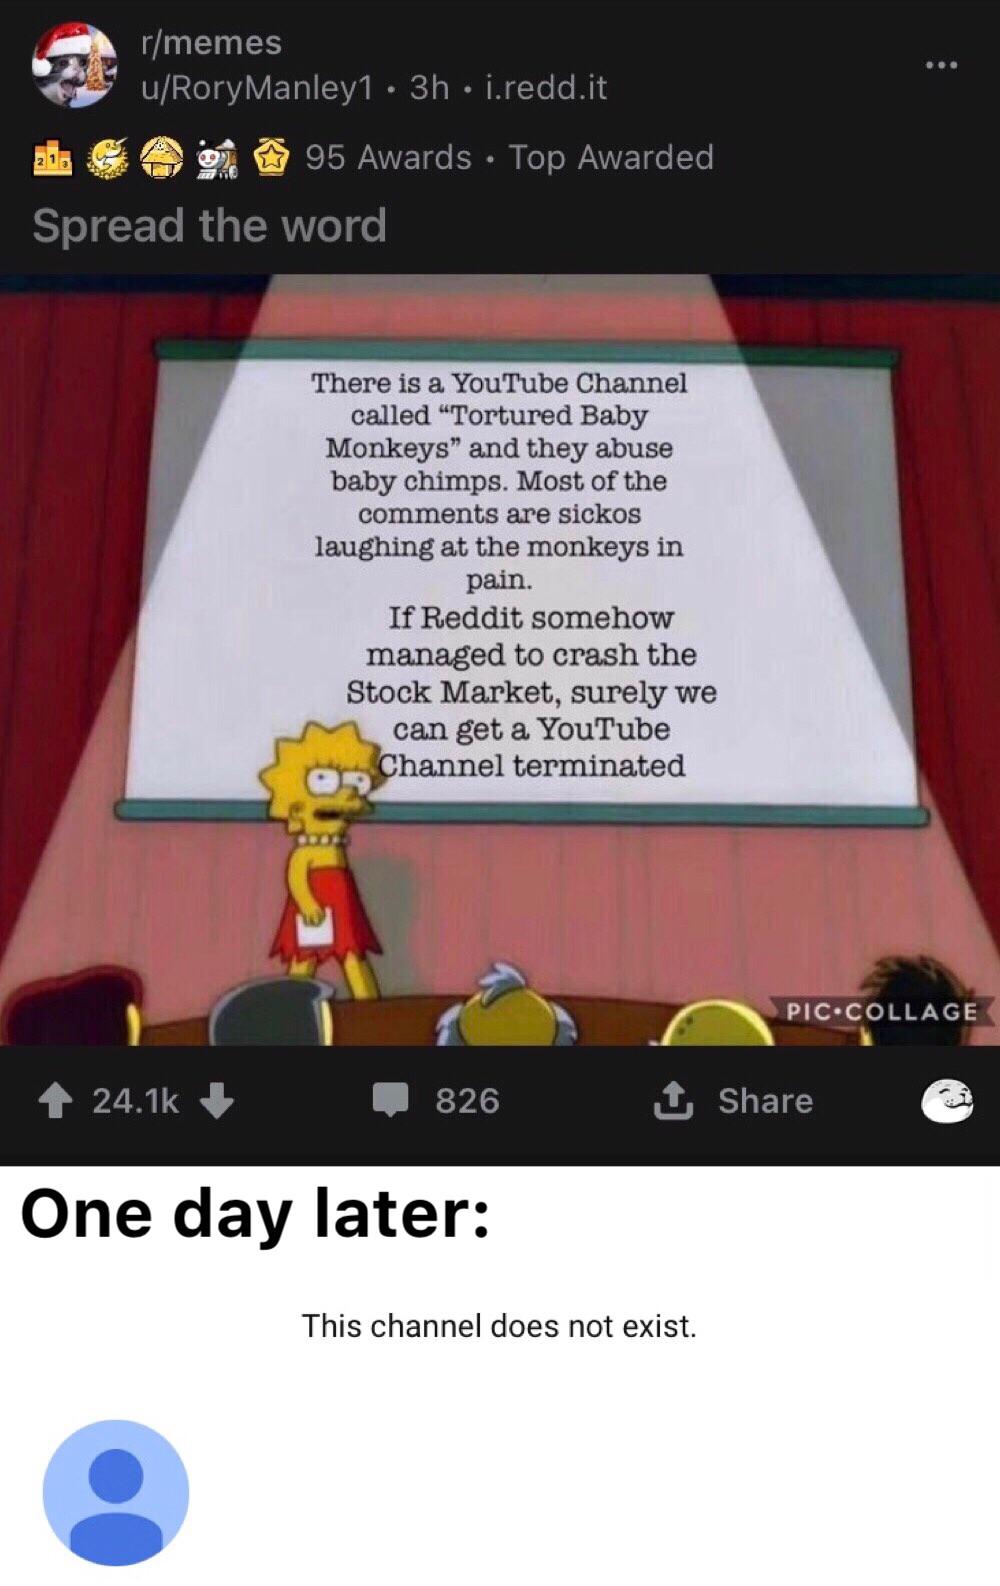 r/memes
u/RoryManley1 • 3h • i.redd.it
95 Awards • Top Awarded
Spread the word
There is a YouTube Channel
called “Tortured Baby
Monkeys” and they abuse
baby chimps. Most of the
comments are sickos
laughing at the monkeys in
pain.
If Reddit somehow
managed to crash the
Stock Market, surely we
can get a YouTube
Channel terminated
PIC•COLLAGE
24.1k
826
Share
One day later:
This channel does not exist.